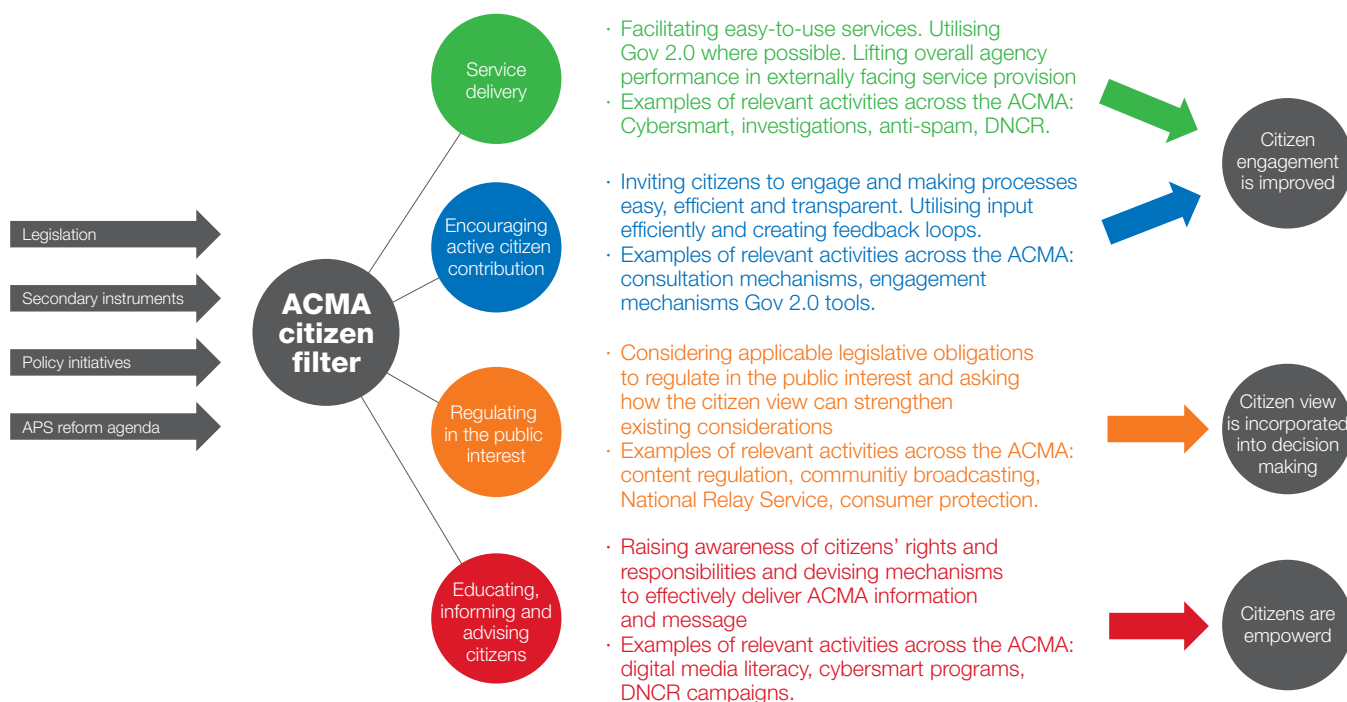 Legislation
Secondary instruments
Policy initiatives
APS reform agenda
ACMA
citizen
filter
Service
delivery
· Facilitating easy-to-use services. Utilising
Gov 2.0 where possible. Lifting overall agency
performance in externally facing service provision
· Examples of relevant activities across the ACMA:
Cybersmart, investigations, anti-spam, DNCR.
Encouraging
active citizen
contribution
· Inviting citizens to engage and making processes
easy, efficient and transparent. Utilising input
efficiently and creating feedback loops.
· Examples of relevant activities across the ACMA:
consultation mechanisms, engagement
mechanisms Gov 2.0 tools.
Citizen
engagement
is improved
Regulating
in the public
interest
· Considering applicable legislative obligations
to regulate in the public interest and asking
how the citizen view can strengthen
existing considerations
· Examples of relevant activities across the ACMA:
content regulation, communitiy broadcasting,
National Relay Service, consumer protection.
Citizen view
is incorporated
into decision
making
Educating,
informing and
advising
citizens
· Raising awareness of citizens’ rights and
responsibilities and devising mechanisms
to effectively deliver ACMA information
and message
· Examples of relevant activities across the ACMA:
digital media literacy, cybersmart programs,
DNCR campaigns.
Citizens are
empowerd